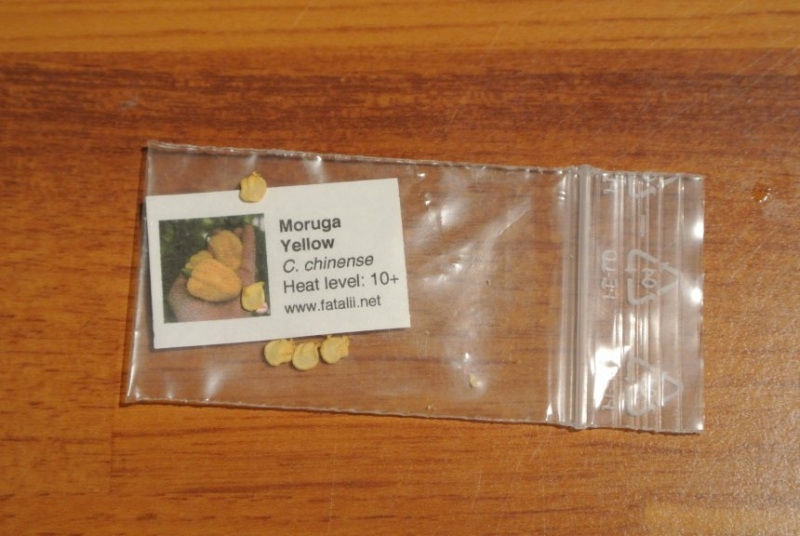 Moruga
Yellow
C. chinense
Heat level: 10+
www.fatalii.net